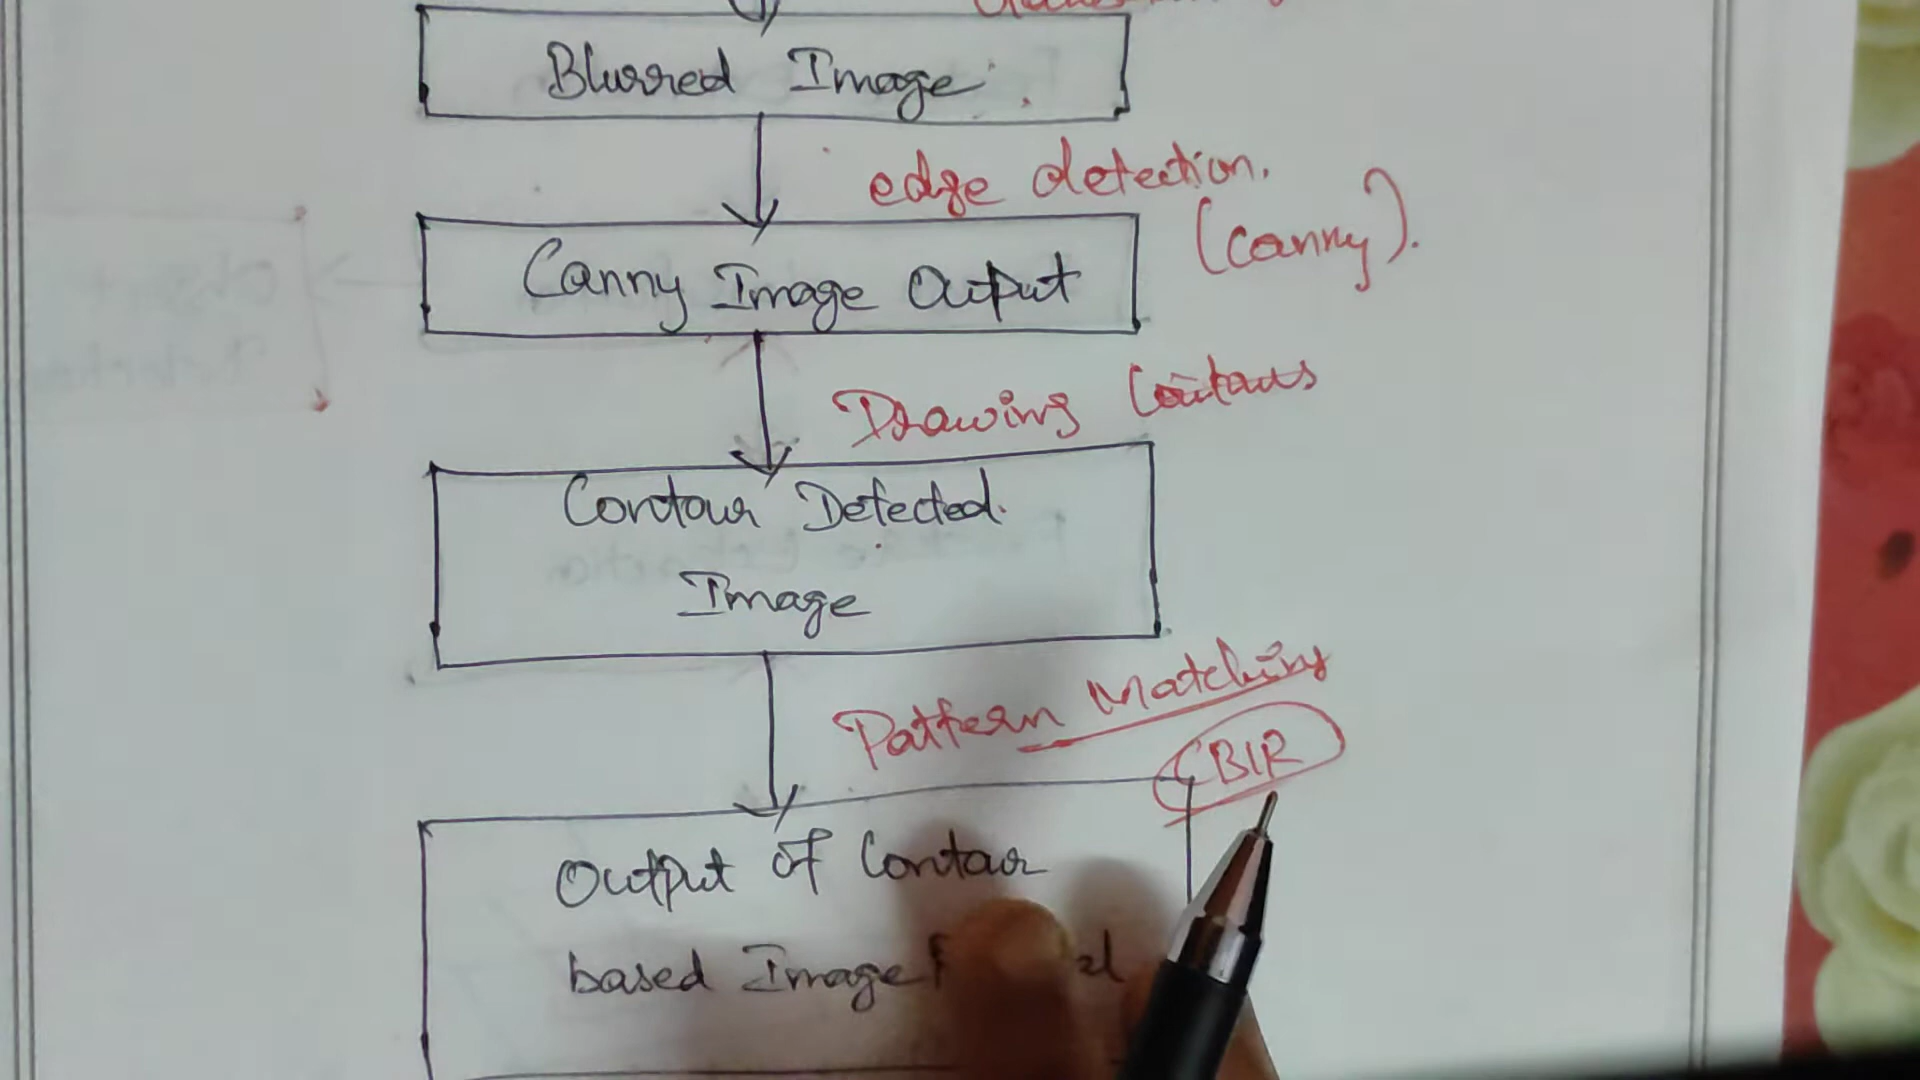 Blurred Image
edge detection.
(canny).
Canny Image Output
Drawing Contours
Contour Detected
Image
Pattern Matching
CBIR
Output of Contour
based Image